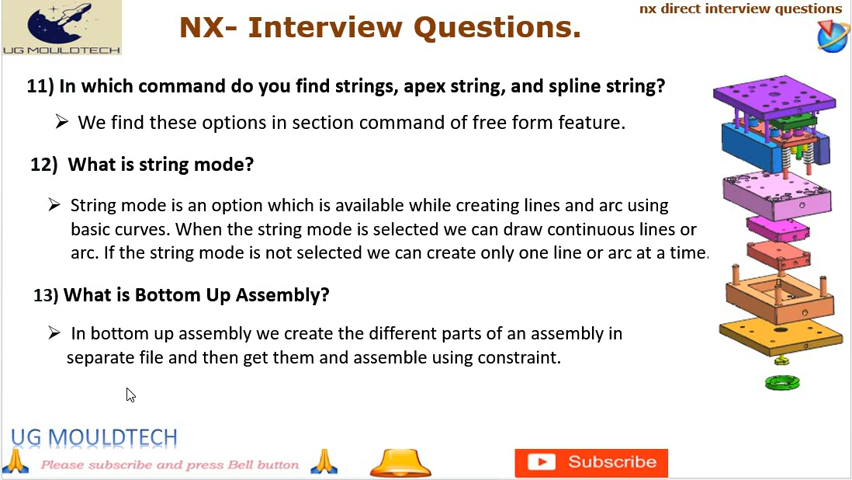 nx direct interview questions
NX- Interview Questions.
UG MOULDTECH
11) In which command do you find strings, apex string, and spline string?
➢ We find these options in section command of free form feature.
12) What is string mode?
➢ String mode is an option which is available while creating lines and arc using
basic curves. When the string mode is selected we can draw continuous lines or
arc. If the string mode is not selected we can create only one line or arc at a time.
13) What is Bottom Up Assembly?
➢ In bottom up assembly we create the different parts of an assembly in
separate file and then get them and assemble using constraint.
UG MOULDTECH
Please subscribe and press Bell button
Subscribe